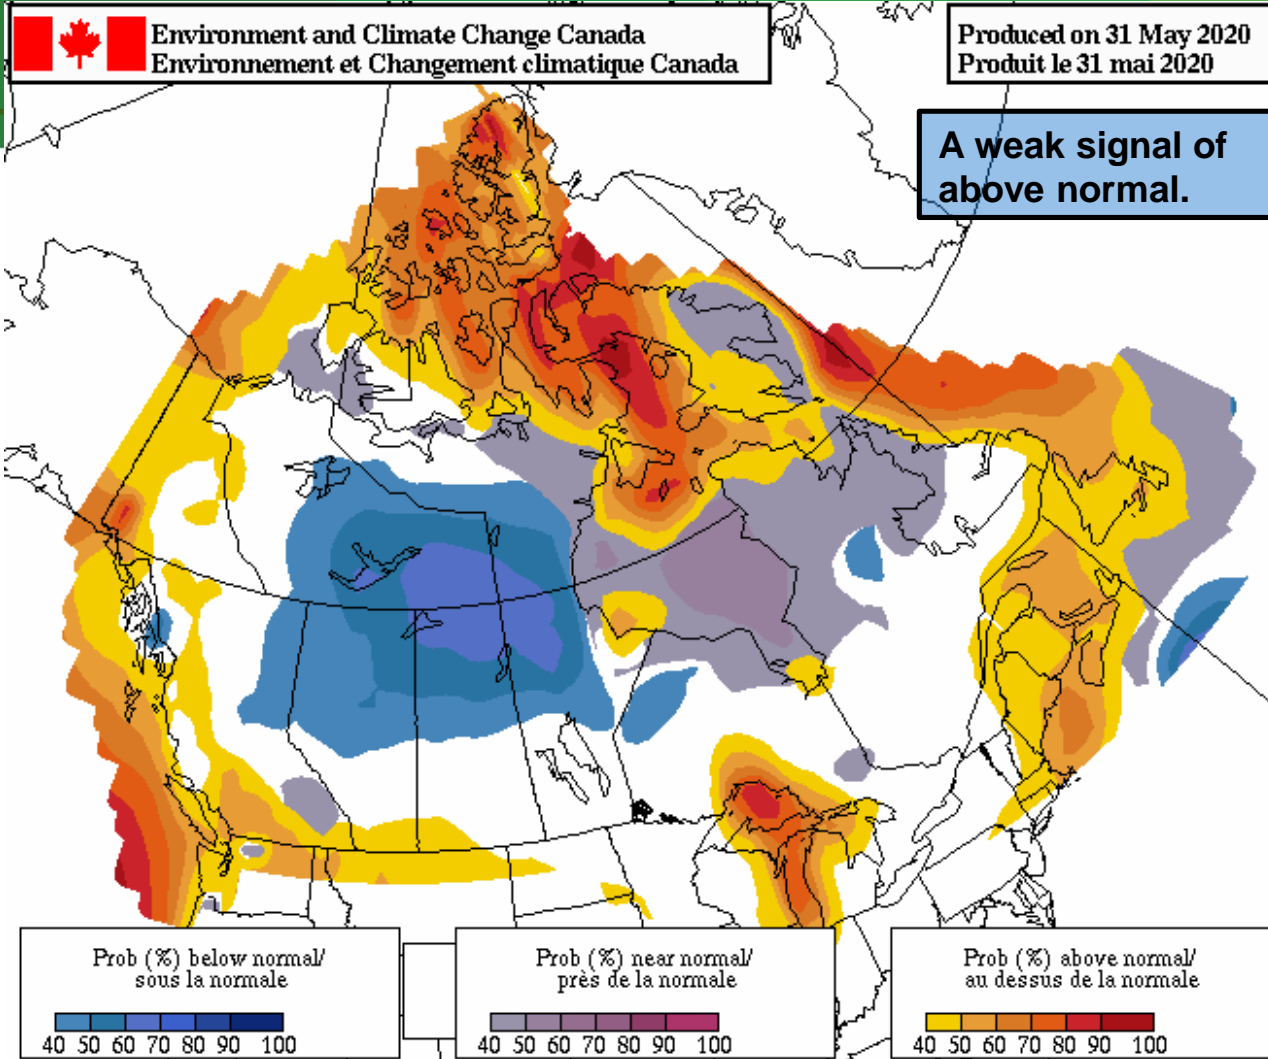 Environment and Climate Change Canada
Environnement et Changement climatique Canada
Produced on 31 May 2020
Produit le 31 mai 2020
A weak signal of
above normal.
Prob (%) below normal/
sous la normale
40 50 60 70 80 90 100
Prob (%) near normal/
près de la normale
40 50 60 70 80 90 100
Prob (%) above normal/
au dessus de la normale
40 50 60 70 80 90 100